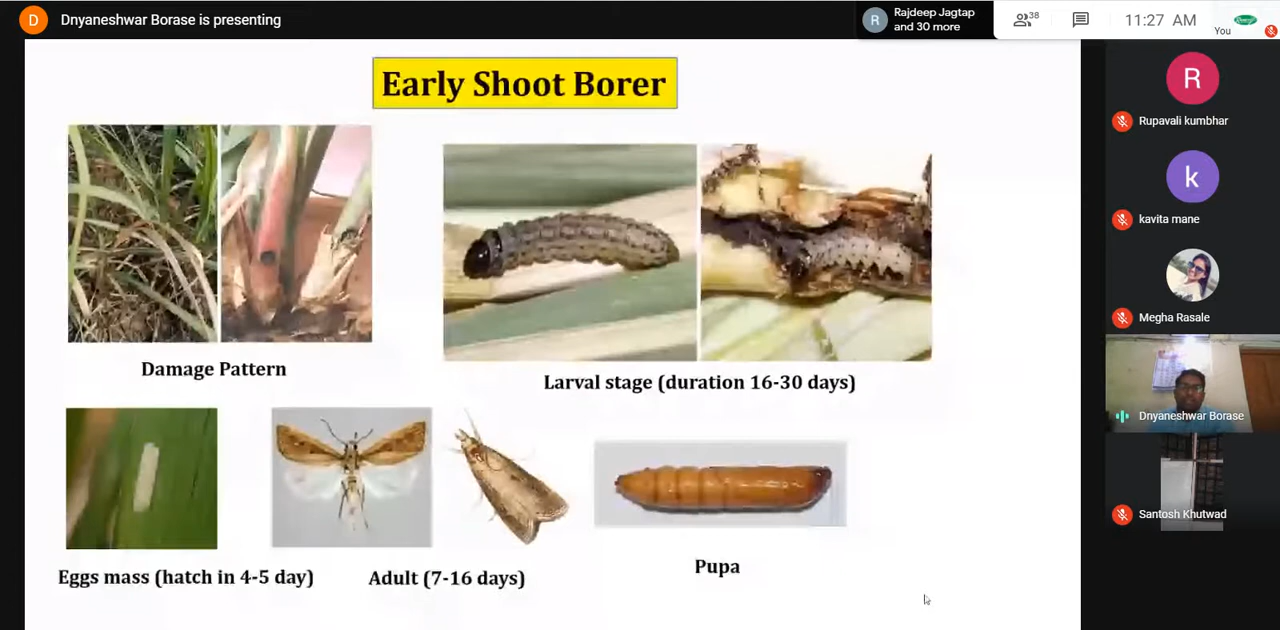 D
Dnyaneshwar Borase is presenting
R
Rajdeep Jagtap
and 30 more
38
11:27 AM
You
Early Shoot Borer
Damage Pattern
Larval stage (duration 16-30 days)
Eggs mass (hatch in 4-5 day)
Adult (7-16 days)
Pupa
R
Rupavali kumbhar
k
kavita mane
Megha Rasale
Dnyaneshwar Borase
Santosh Khutwad